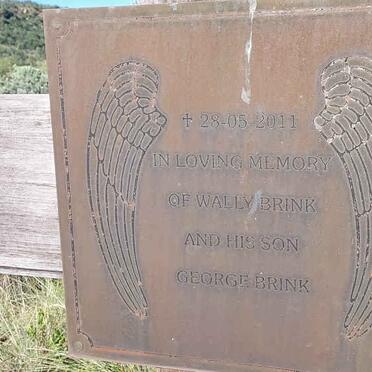 ✝ 28-05-2011
IN LOVING MEMORY
OF WALLY BRINK
AND HIS SON
GEORGE BRINK